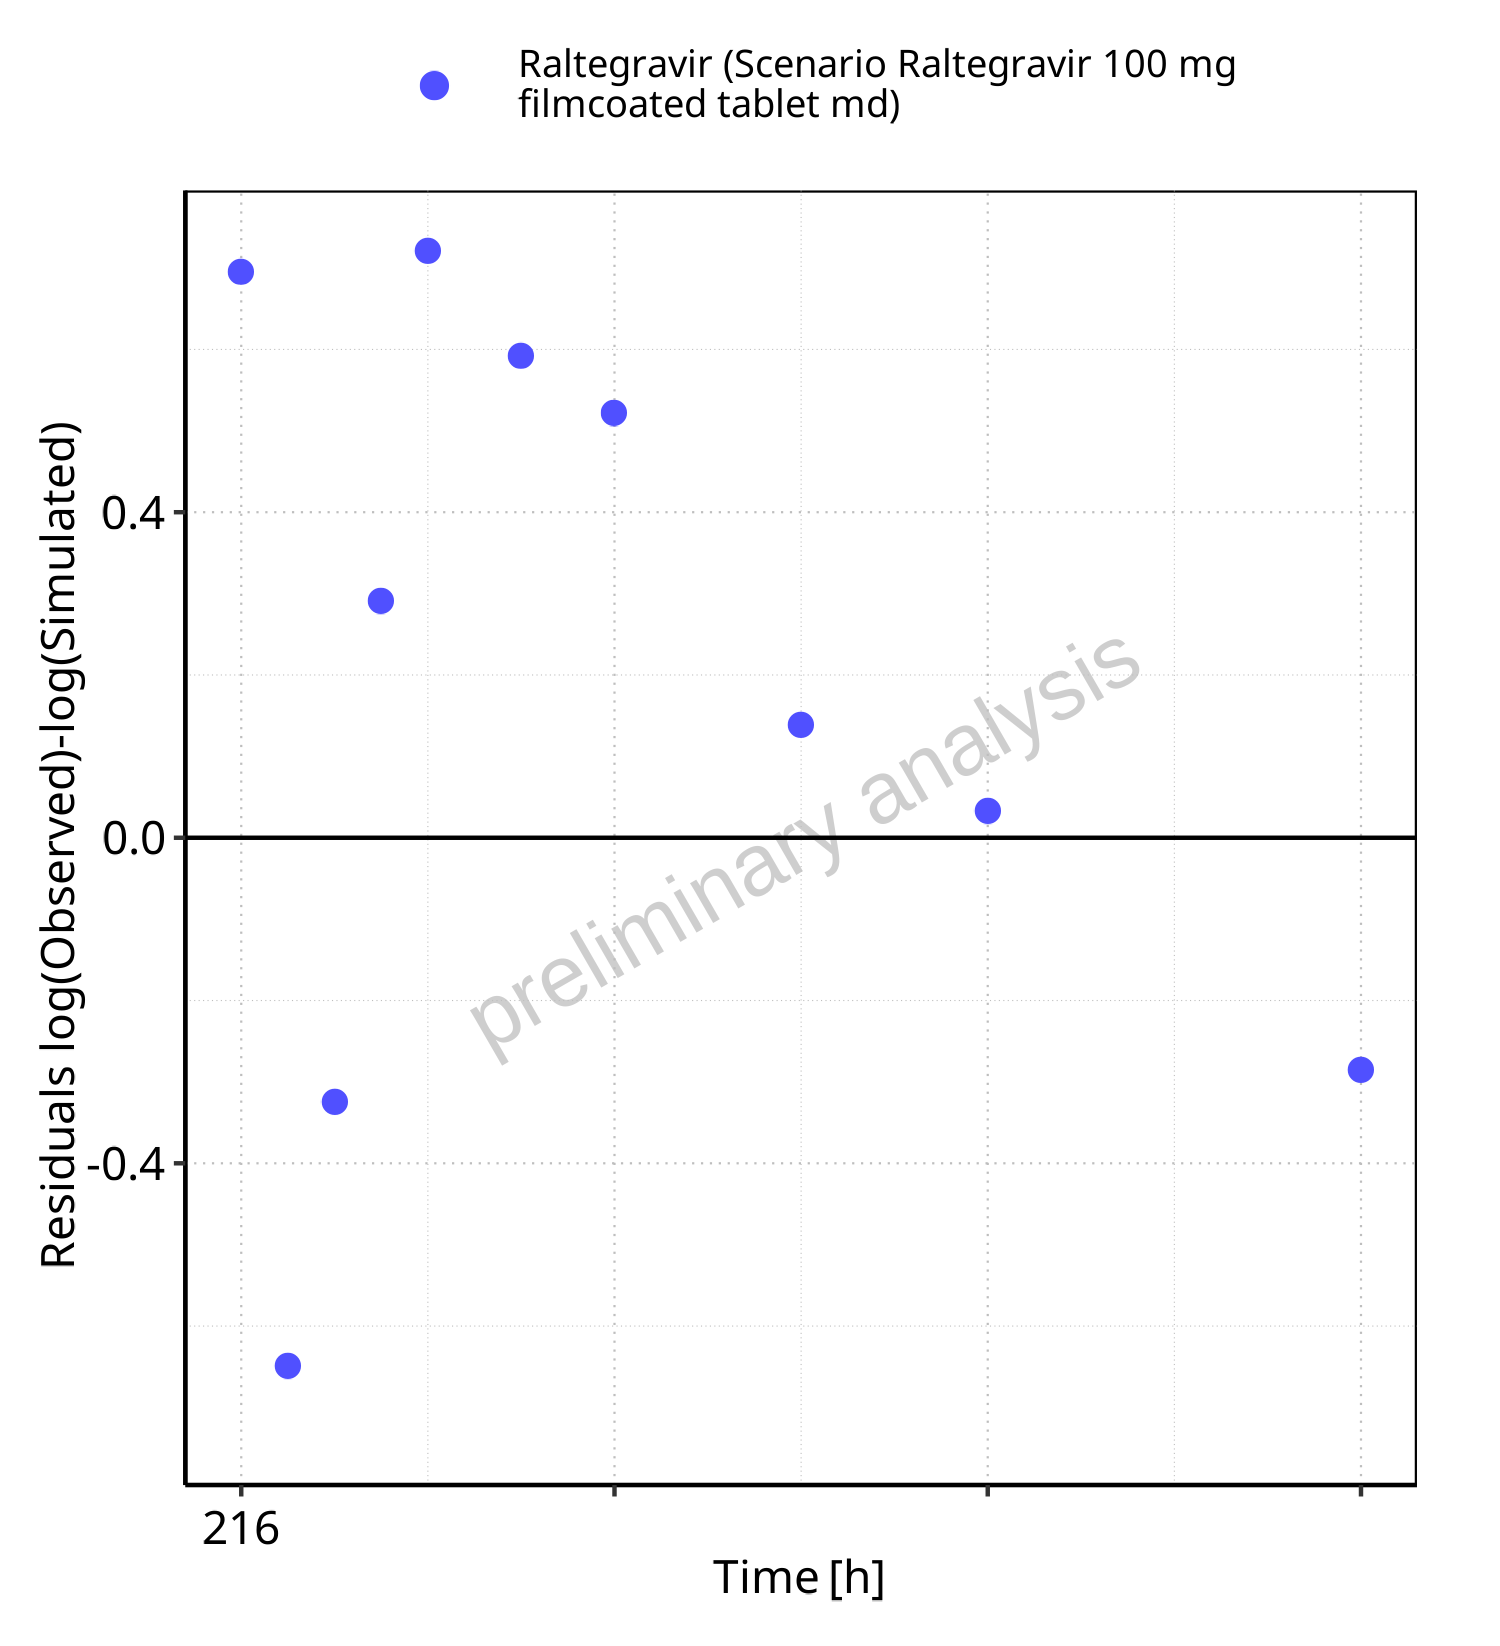 Raltegravir (Scenario Raltegravir 100 mg
filmcoated tablet md)
Residuals log(Observed)-log(Simulated)
0.4
0.0
-0.4
preliminary analysis
216
Time [h]